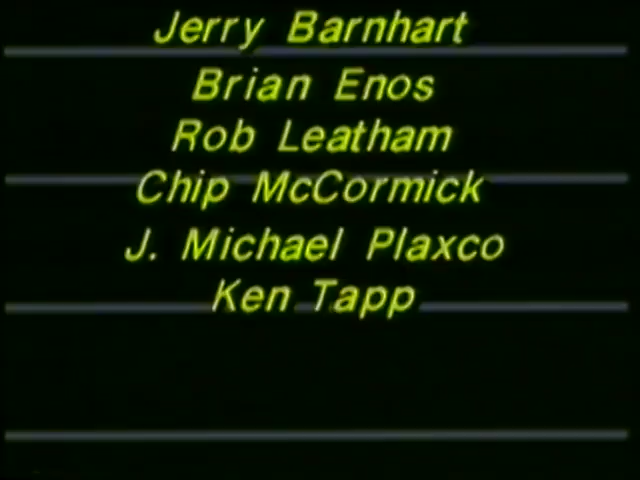 Jerry Barnhart
Brian Enos
Rob Leatham
Chip McCormick
J. Michael Plaxco
Ken Tapp